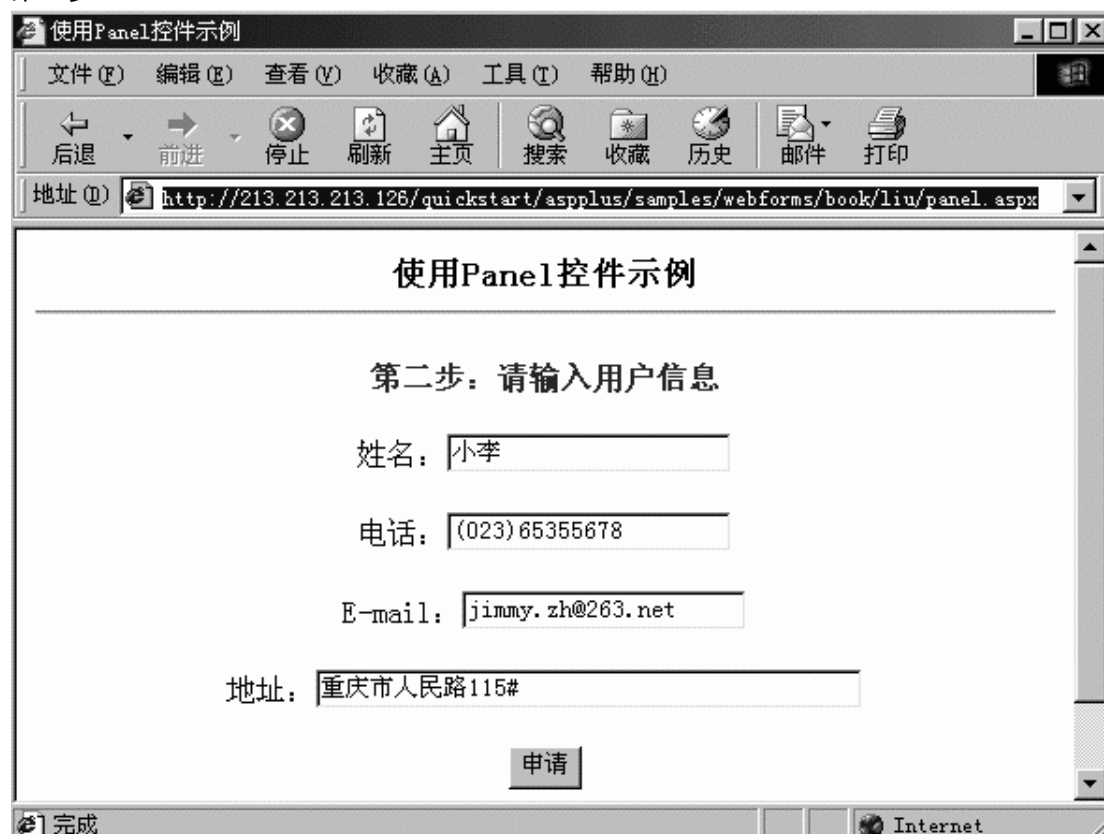 使用Panel控件示例
文件(F) 编辑(E) 查看(V) 收藏(A) 工具(T) 帮助(H)
后退 前进 停止 刷新 主页 搜索 收藏 历史 邮件 打印
地址(D) http://213.213.213.126/quickstart/aspplus/samples/webforms/book/liu/panel.aspx
使用Panel控件示例
第二步：请输入用户信息
姓名：小李
电话：(023)65355678
E-mail：jimmy.zh@263.net
地址：重庆市人民路115#
申请
完成 Internet